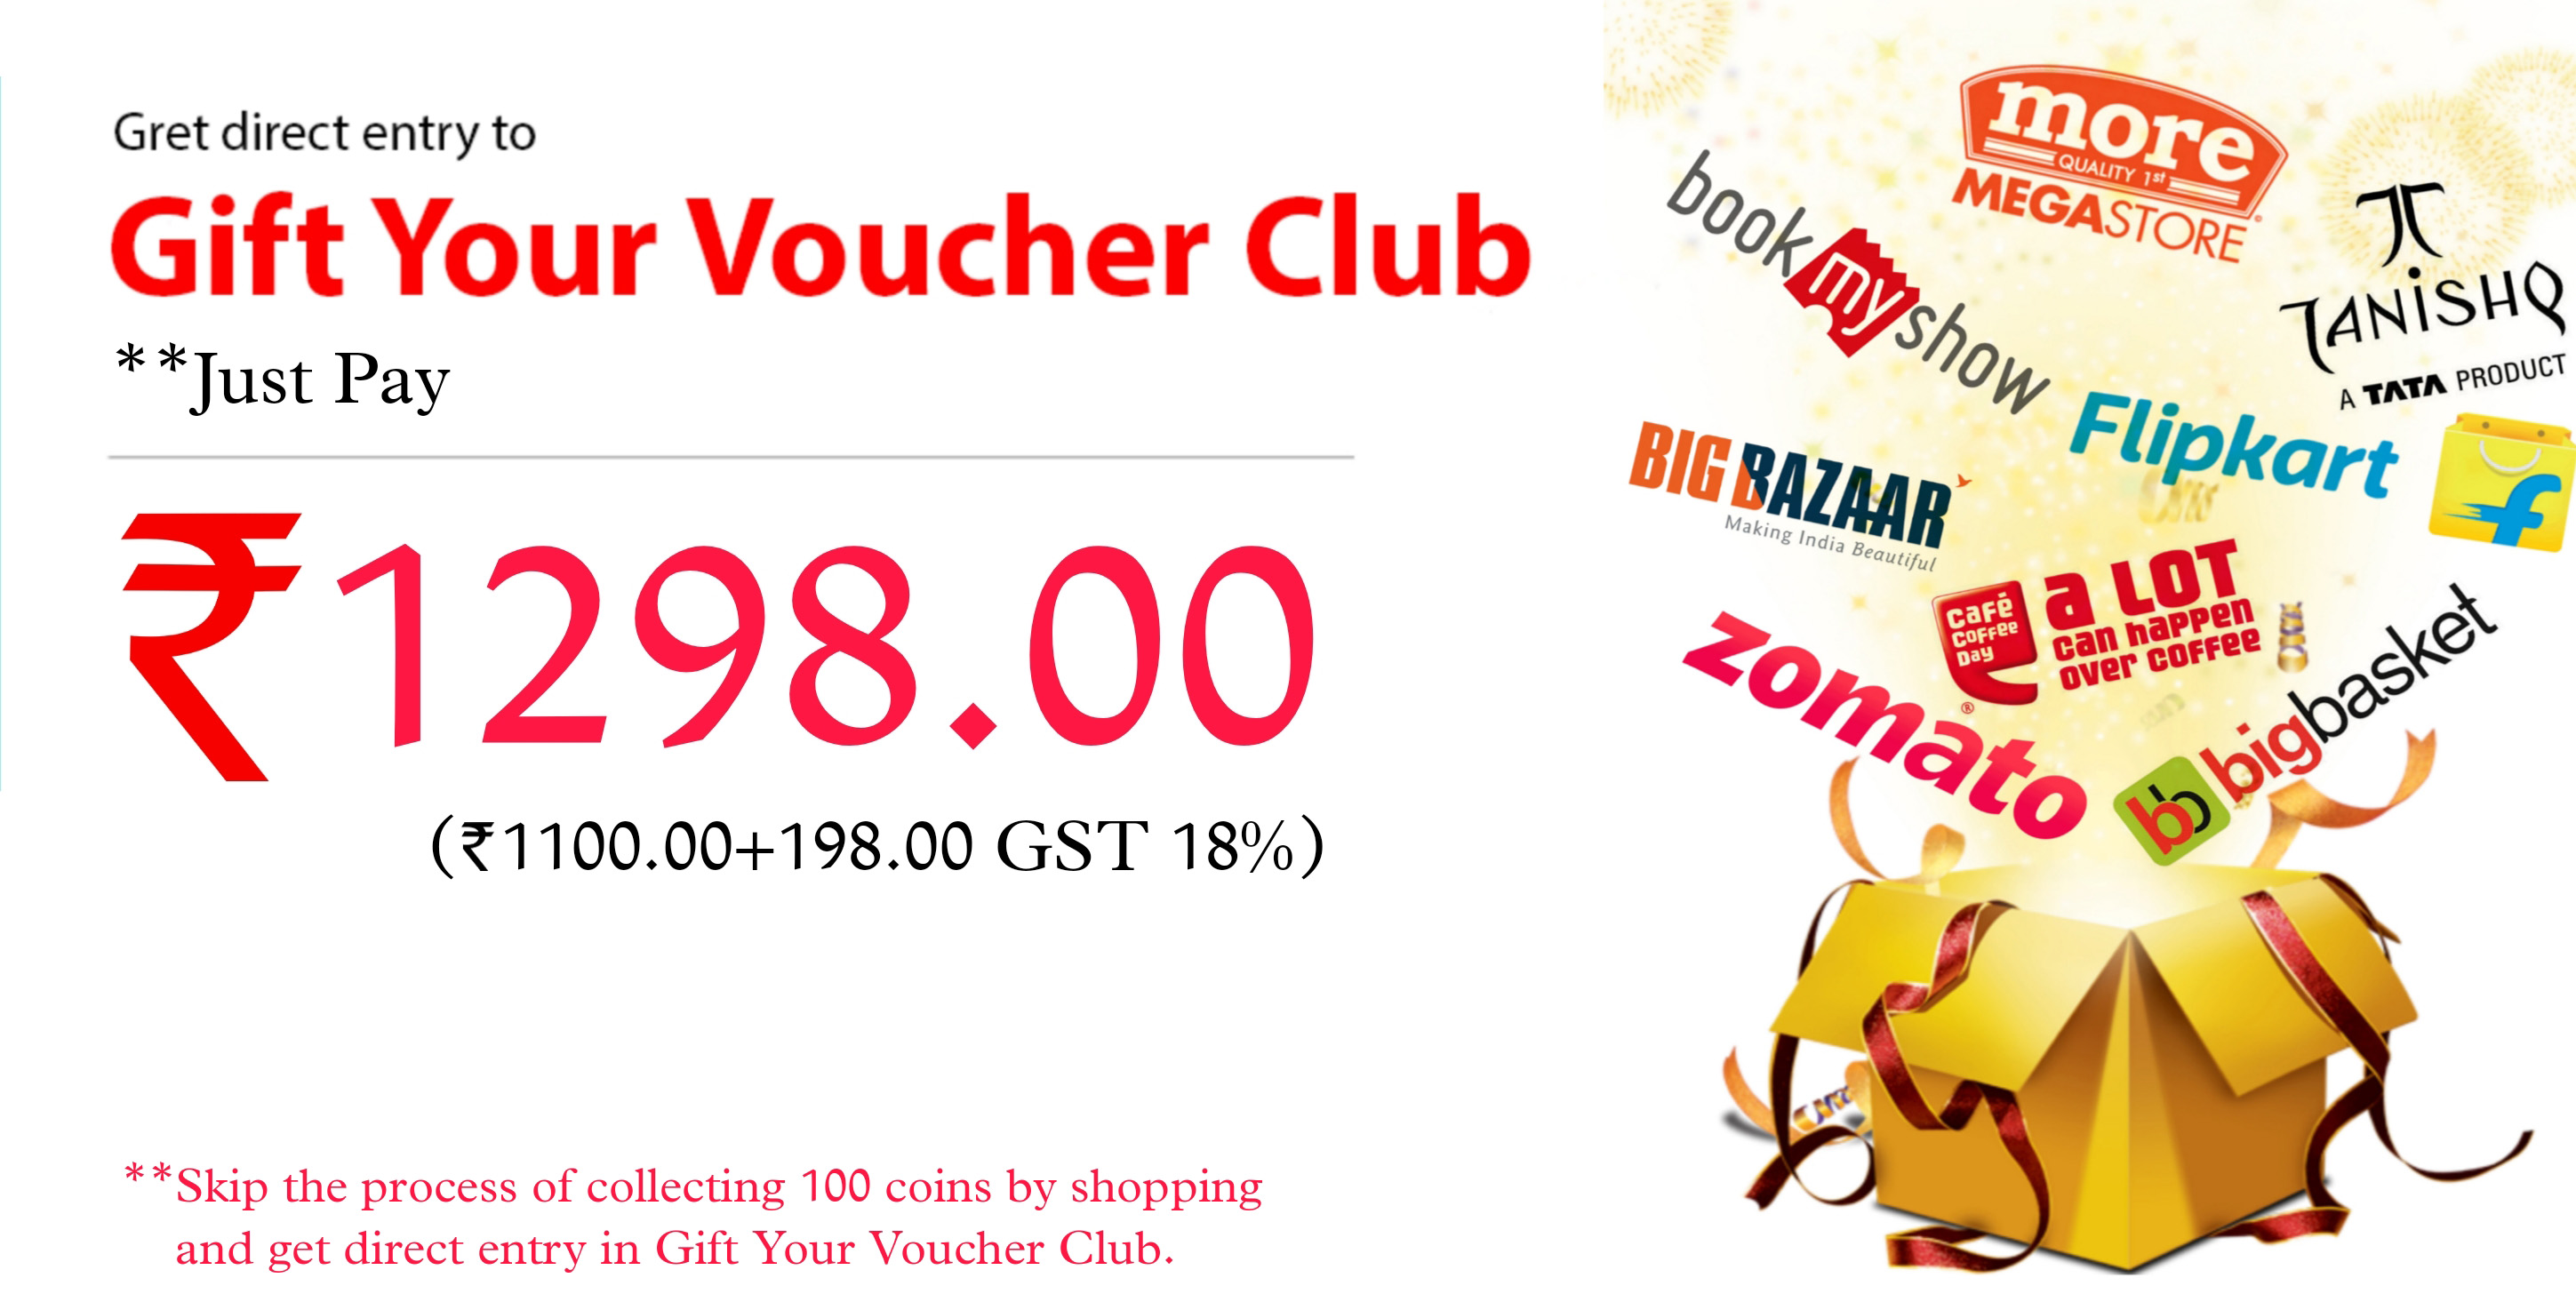 Gret direct entry to
Gift Your Voucher Club
**Just Pay
₹1298.00
(₹1100.00+198.00 GST 18%)
**Skip the process of collecting 100 coins by shopping
and get direct entry in Gift Your Voucher Club.
more
QUALITY 1st
MEGASTORE
bookmyshow
TANiSHQ
A TATA PRODUCT
Flipkart
f
BIG BAZAAR
Making India Beautiful
café
coffee
Day
a LOT
can happen
over coffee
zomato
bb bigbasket